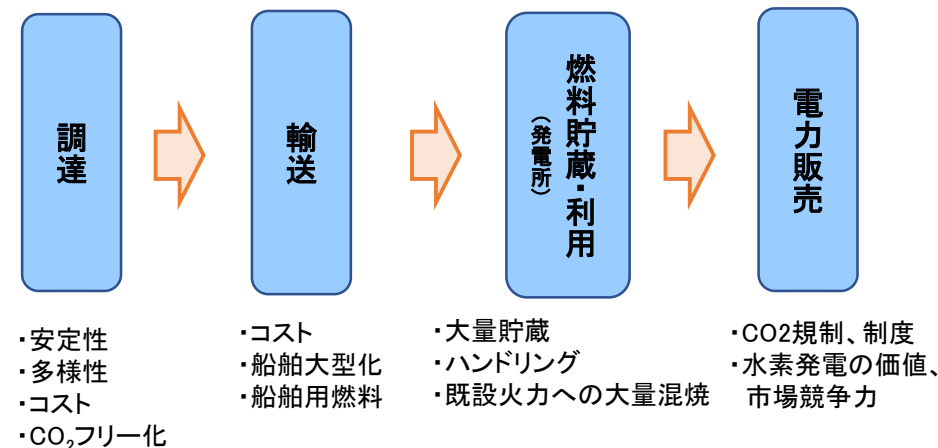 調達
輸送
燃料貯蔵・利用
(発電所)
電力販売
・安定性
・多様性
・コスト
・CO₂フリー化
・コスト
・船舶大型化
・船舶用燃料
・大量貯蔵
・ハンドリング
・既設火力への大量混焼
・CO2規制、制度
・水素発電の価値、
市場競争力